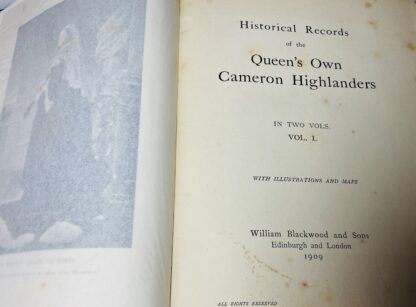 Historical Records
of the
Queen's Own
Cameron Highlanders
IN TWO VOLS.
VOL. I.
WITH ILLUSTRATIONS AND MAPS
William Blackwood and Sons
Edinburgh and London
1909
ALL RIGHTS RESERVED